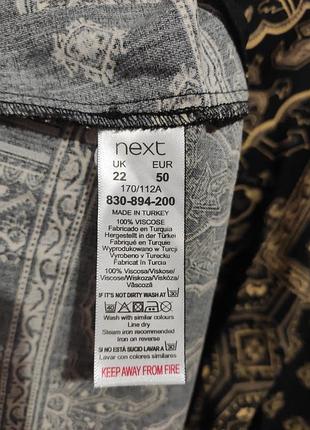 next
UK EUR
22 50
170/112A
830-894-200
MADE IN TURKEY
100% VISCOSE
Fabricado en Turquia
Hergestellt in der Türkei
Fabriqué en Turquie
Vyrobeno v Turecku
Fabricat In Turcia
100% Viscosa/Viskose/
Viscose/Wiskoza/Viskóza/
Vâscoză
IF IT'S NOT DIRTY WASH AT 30
Wash with similar colours
Line dry
Steam iron recommended
Iron on reverse
SI NO ESTÁ SUCIO LAVAR A 30
Lavar con colores similares
KEEP AWAY FROM FIRE